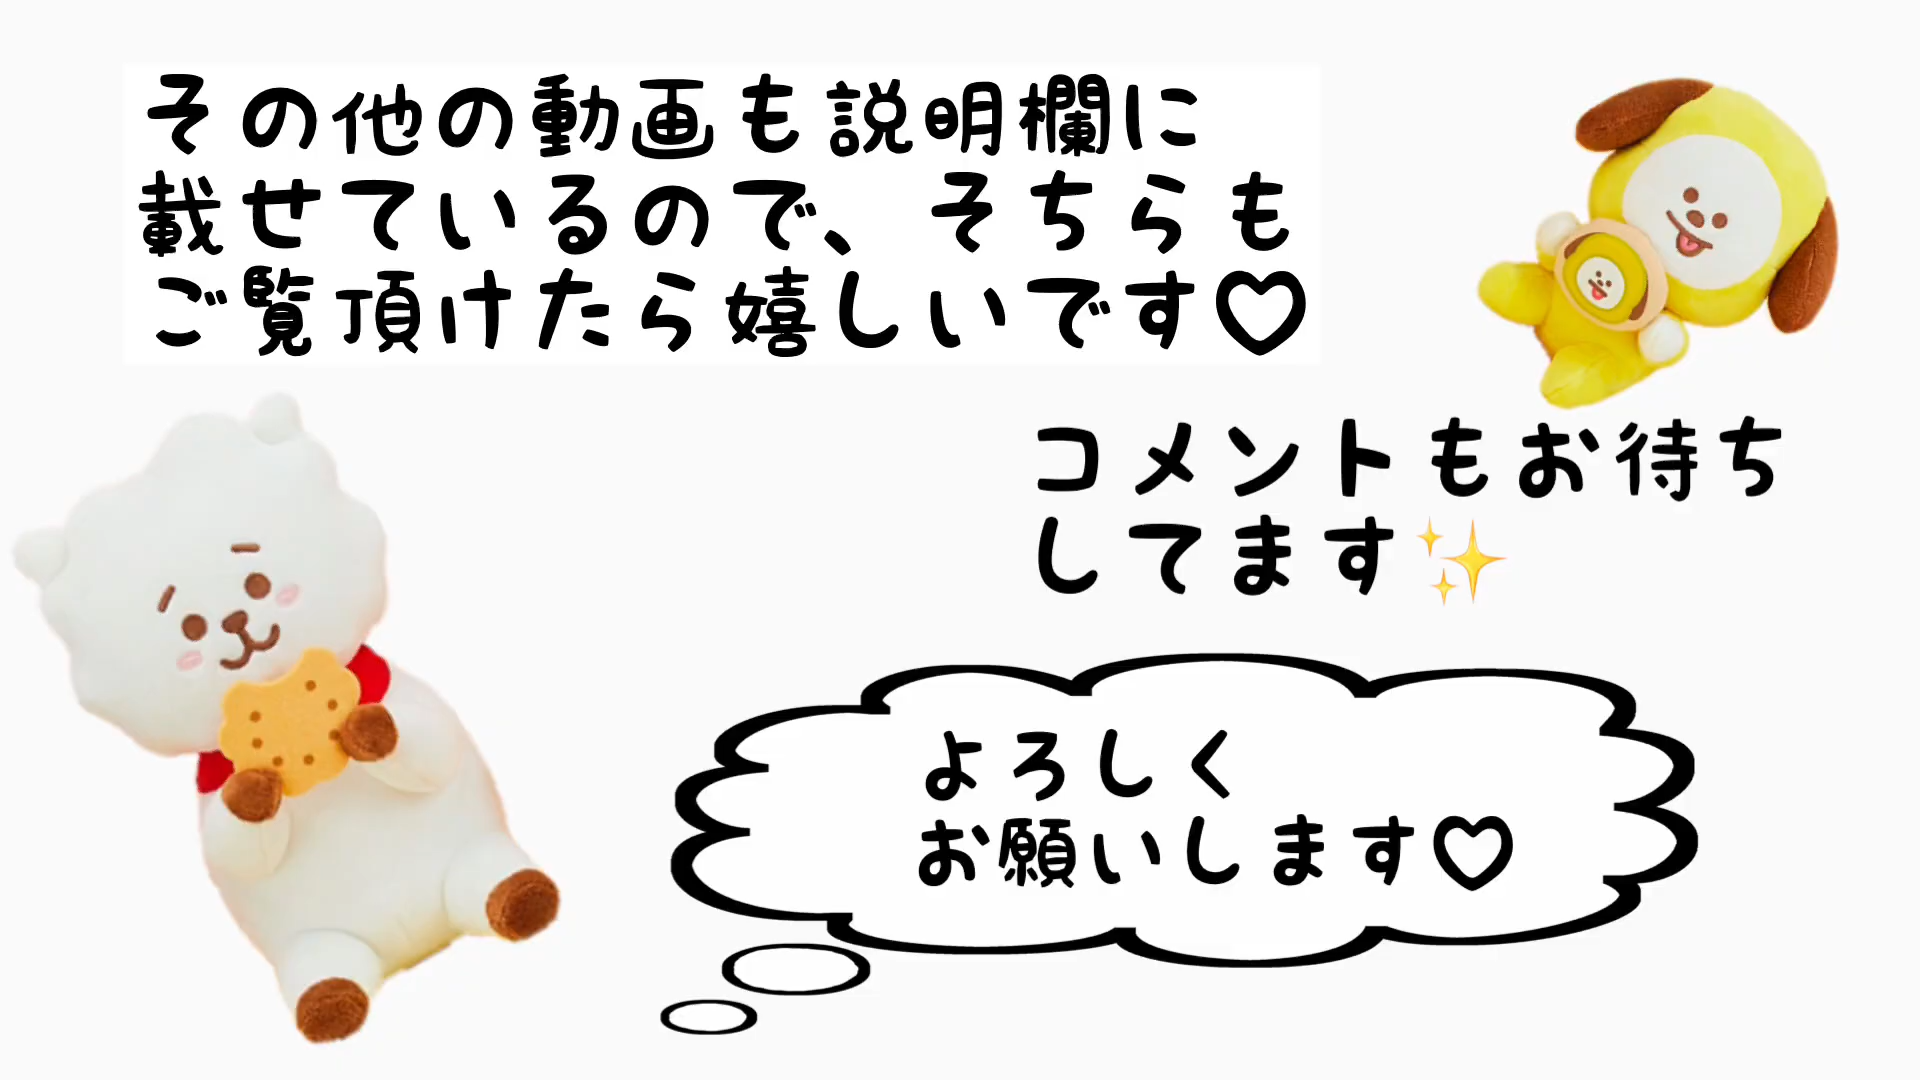 その他の動画も説明欄に
載せているので、そちらも
ご覧頂けたら嬉しいです♡
コメントもお待ち
してます✨
よろしく
お願いします♡